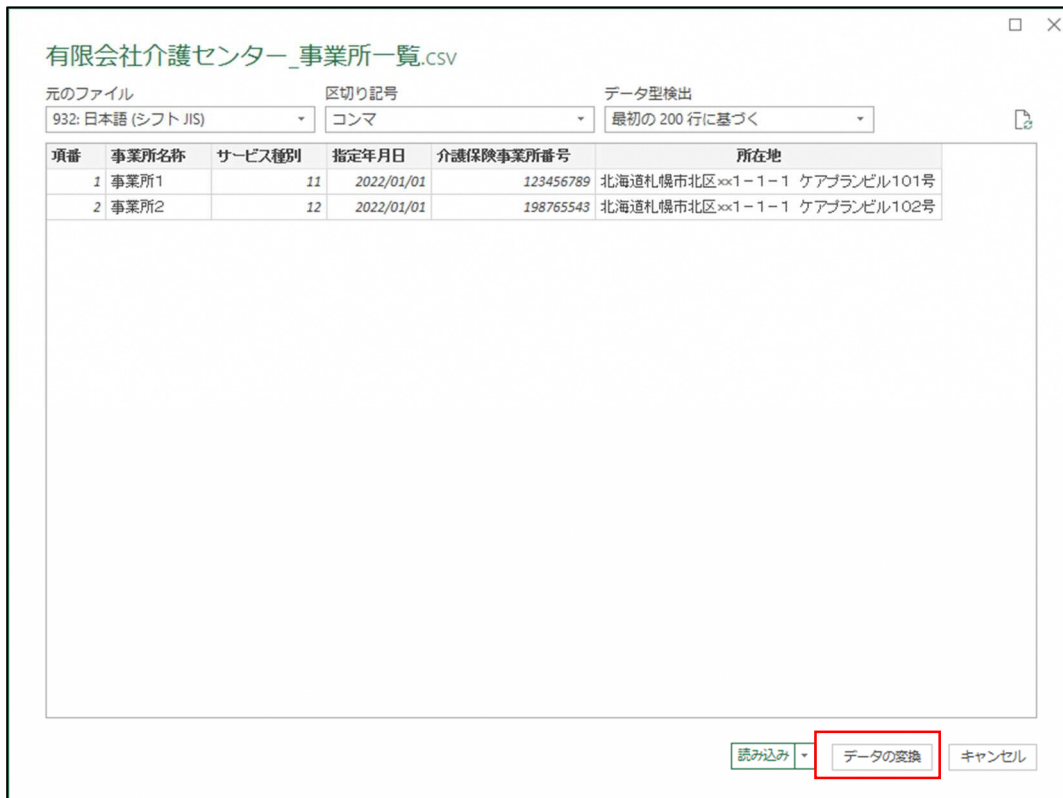 有限会社介護センター_事業所一覧.csv
元のファイル 区切り記号 データ型検出
932: 日本語 (シフト JIS) コンマ 最初の 200 行に基づく
項番 事業所名称 サービス種別 指定年月日 介護保険事業所番号 所在地
1 事業所1 11 2022/01/01 123456789 北海道札幌市北区××1-1-1 ケアプランビル101号
2 事業所2 12 2022/01/01 198765543 北海道札幌市北区××1-1-1 ケアプランビル102号
読み込み データの変換 キャンセル